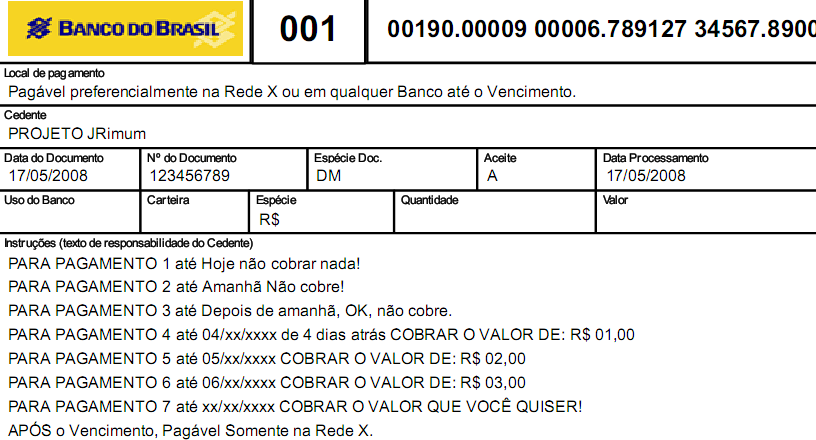 BANCO DO BRASIL 001 00190.00009 00006.789127 34567.8900
Local de pagamento
Pagável preferencialmente na Rede X ou em qualquer Banco até o Vencimento.
Cedente
PROJETO JRimum
Data do Documento Nº do Documento Espécie Doc. Aceite Data Processamento
17/05/2008 123456789 DM A 17/05/2008
Uso do Banco Carteira Espécie Quantidade Valor
R$
Instruções (texto de responsabilidade do Cedente)
PARA PAGAMENTO 1 até Hoje não cobrar nada!
PARA PAGAMENTO 2 até Amanhã Não cobre!
PARA PAGAMENTO 3 até Depois de amanhã, OK, não cobre.
PARA PAGAMENTO 4 até 04/xx/xxxx de 4 dias atrás COBRAR O VALOR DE: R$ 01,00
PARA PAGAMENTO 5 até 05/xx/xxxx COBRAR O VALOR DE: R$ 02,00
PARA PAGAMENTO 6 até 06/xx/xxxx COBRAR O VALOR DE: R$ 03,00
PARA PAGAMENTO 7 até xx/xx/xxxx COBRAR O VALOR QUE VOCÊ QUISER!
APÓS o Vencimento, Pagável Somente na Rede X.